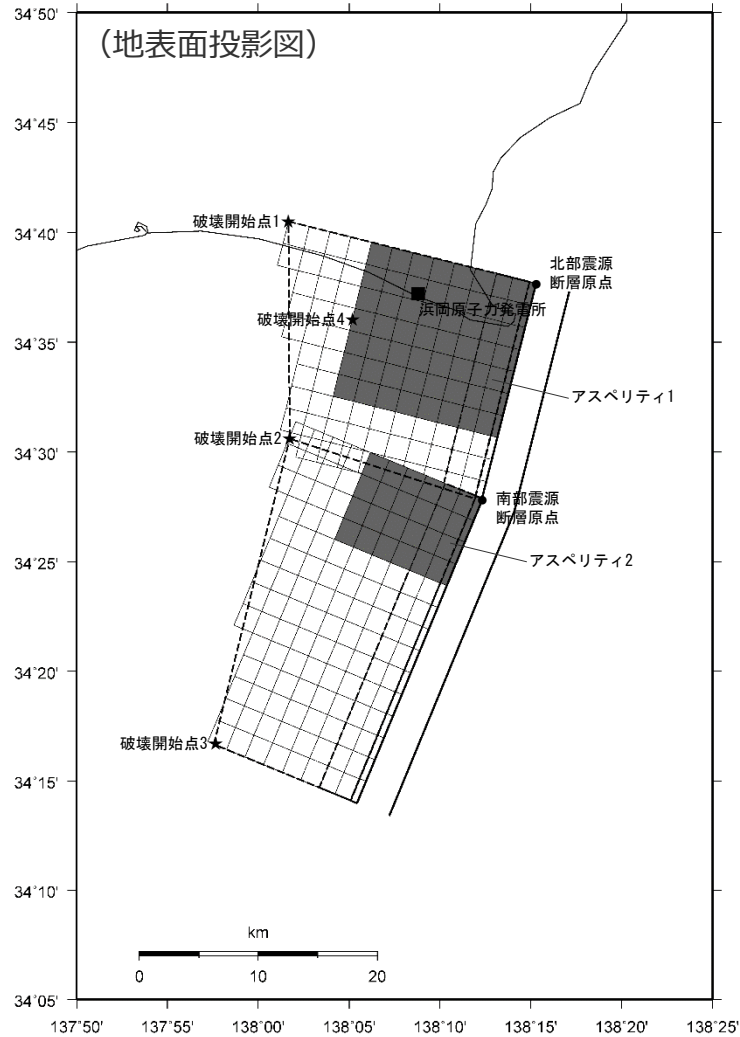 （地表面投影図）
34°50'
34°45'
34°40'
34°35'
34°30'
34°25'
34°20'
34°15'
34°10'
34°05'
破壊開始点1
北部震源
断層原点
浜岡原子力発電所
破壊開始点4
アスペリティ1
破壊開始点2
南部震源
断層原点
アスペリティ2
破壊開始点3
km
0 10 20
137°50' 137°55' 138°00' 138°05' 138°10' 138°15' 138°20' 138°25'